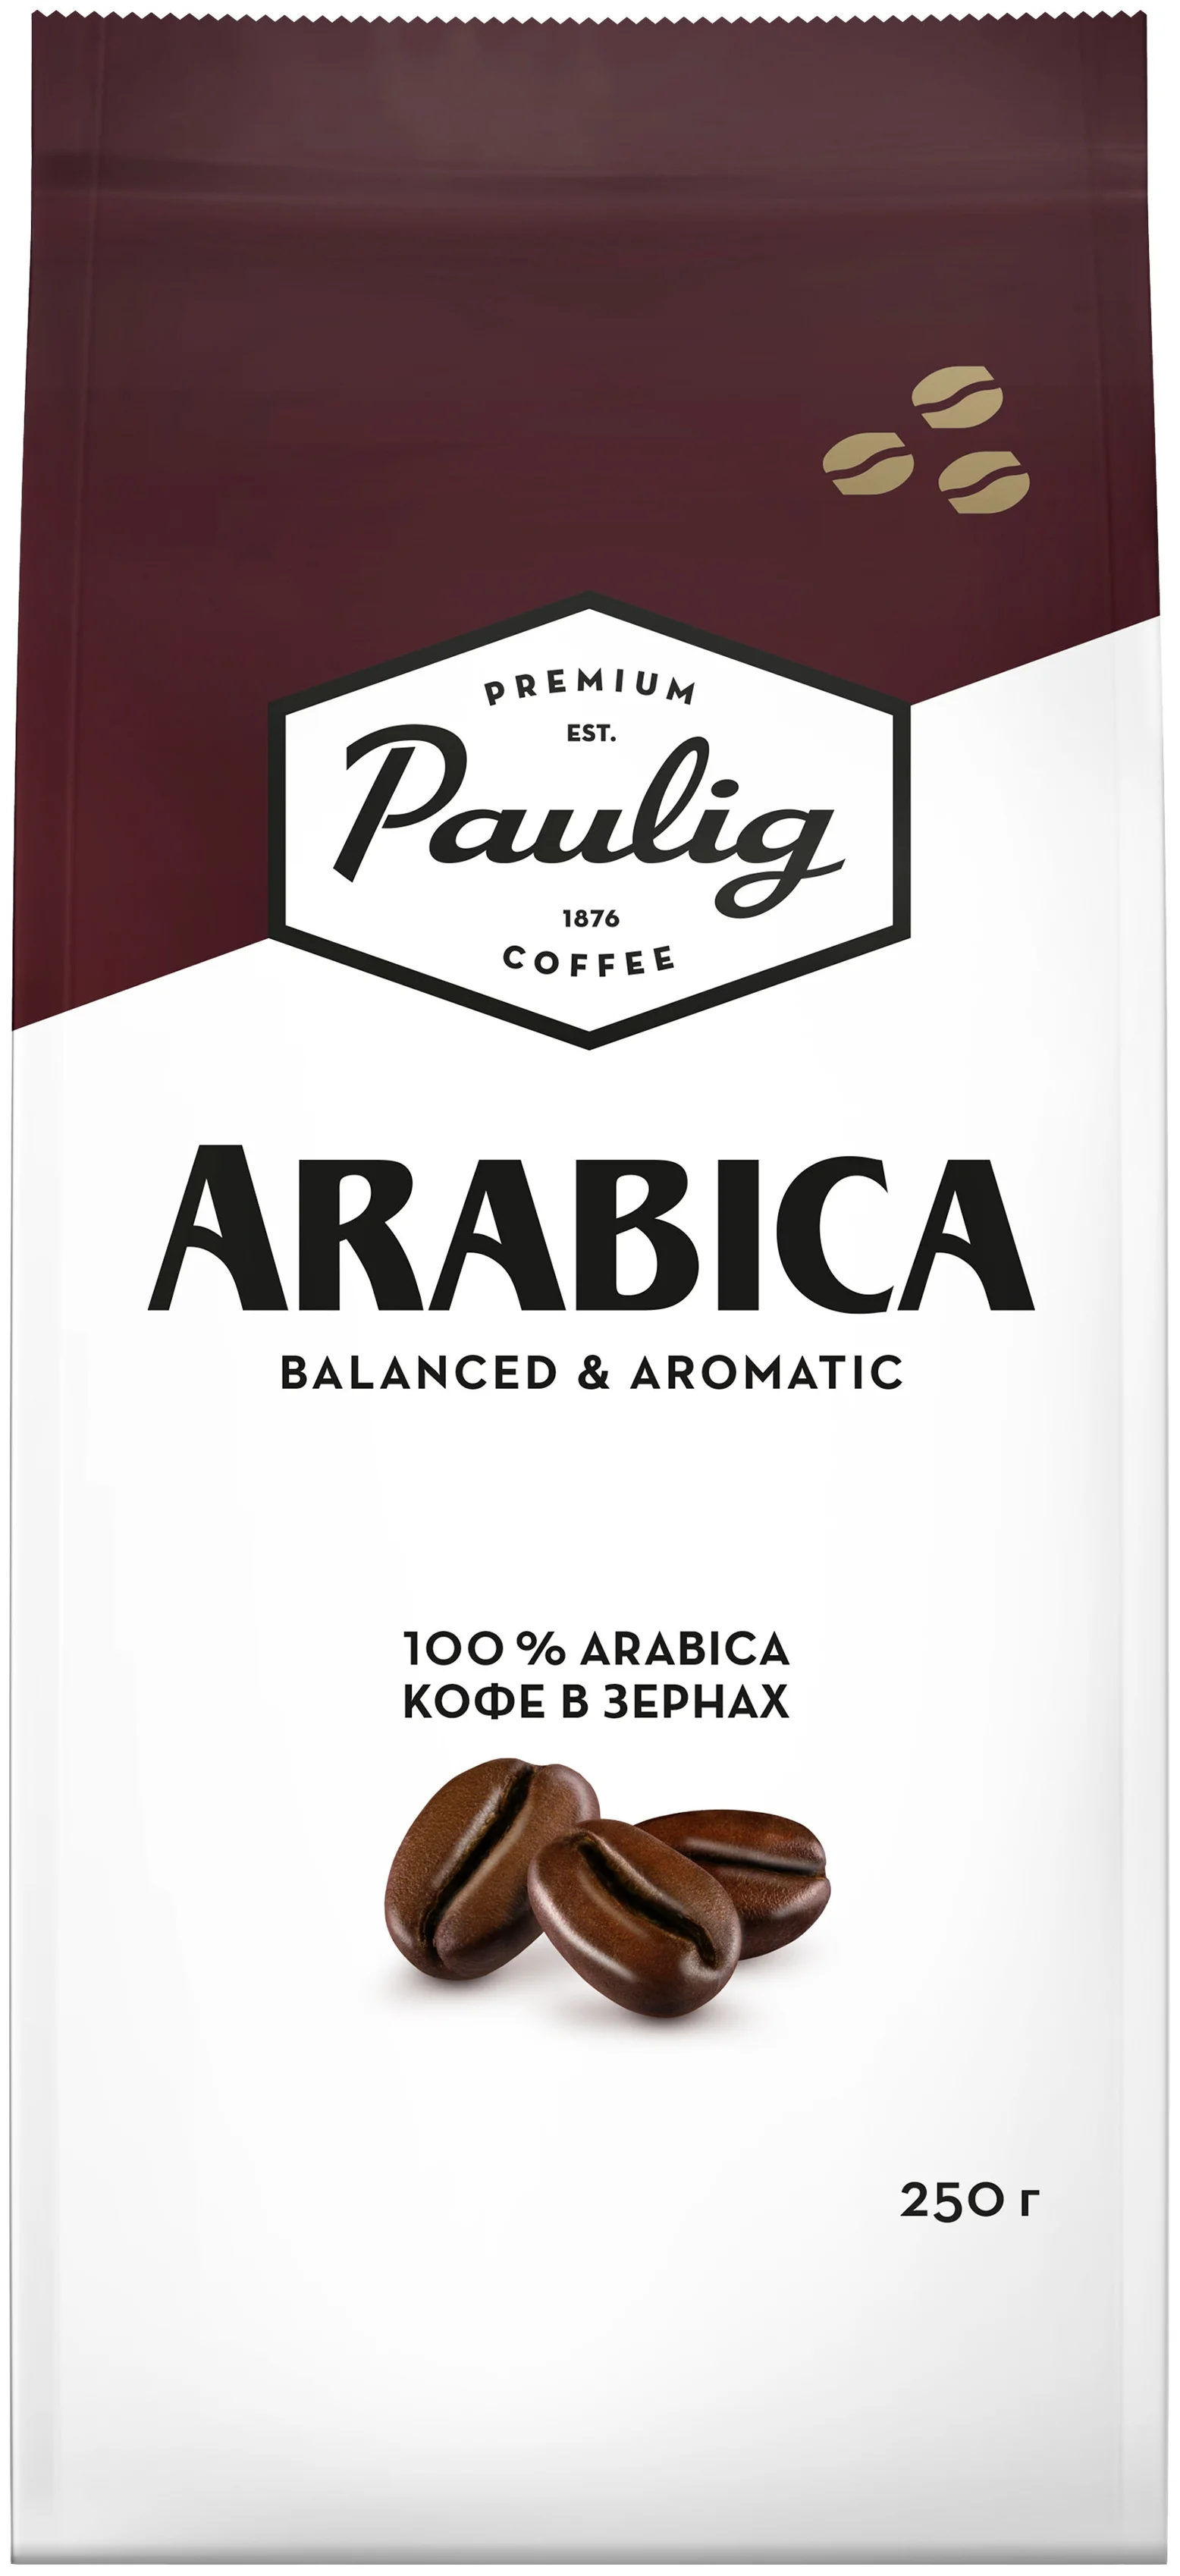 PREMIUM
EST.
Paulig
1876
COFFEE
ARABICA
BALANCED & AROMATIC
100 % ARABICA
КОФЕ В ЗЕРНАХ
250 г